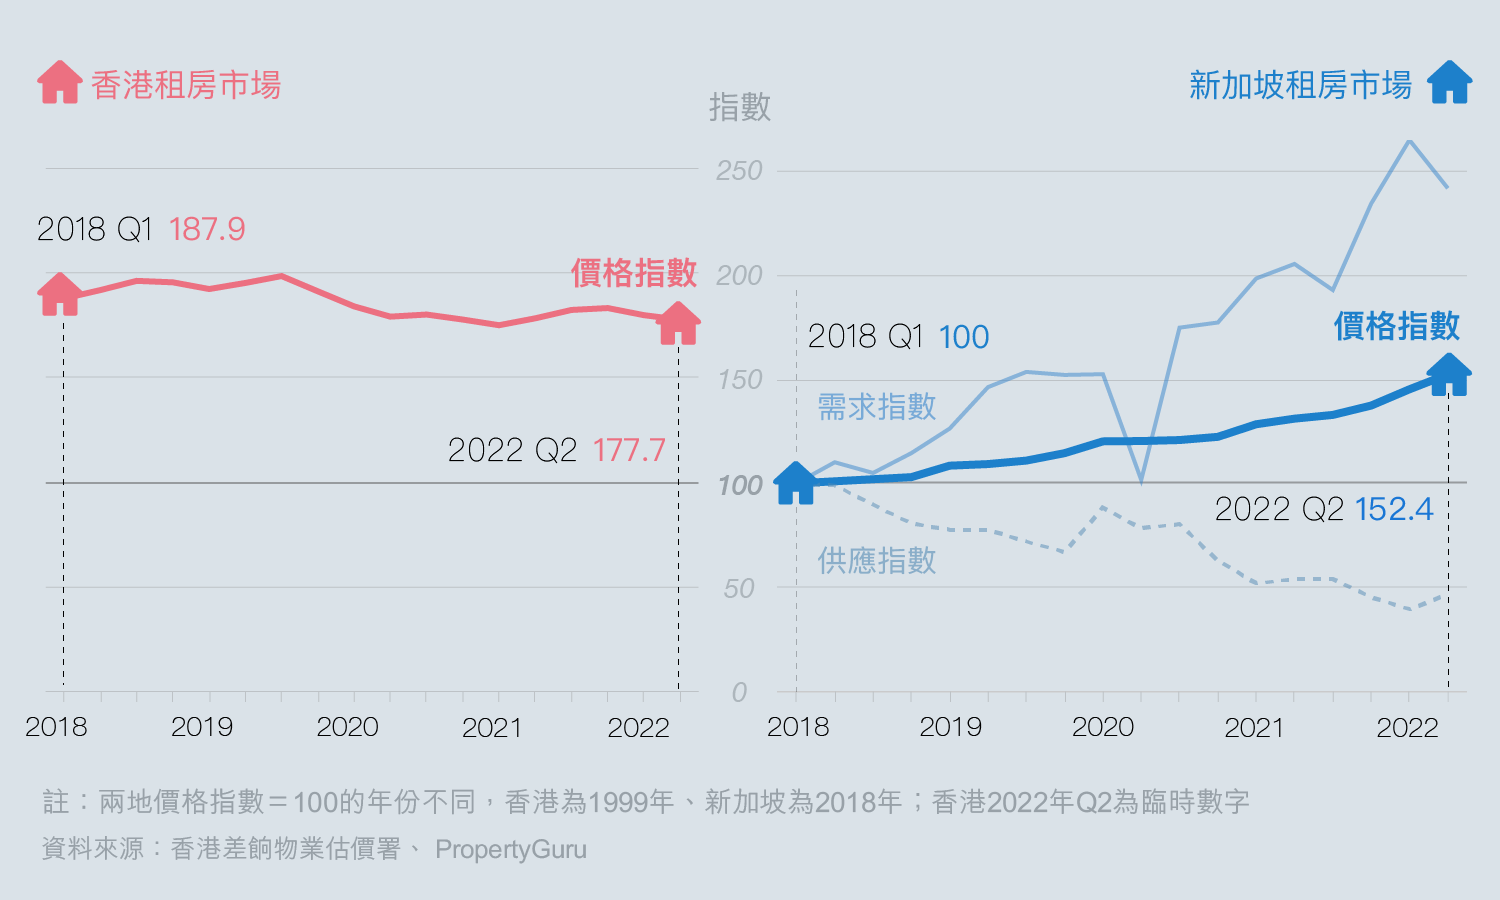 香港租房市場
新加坡租房市場
指數
250
200
150
100
50
0
2018 Q1 187.9
價格指數
2022 Q2 177.7
2018 2019 2020 2021 2022
2018 Q1 100
價格指數
需求指數
2022 Q2 152.4
供應指數
2018 2019 2020 2021 2022
註：兩地價格指數＝100的年份不同，香港為1999年、新加坡為2018年；香港2022年Q2為臨時數字
資料來源：香港差餉物業估價署、 PropertyGuru